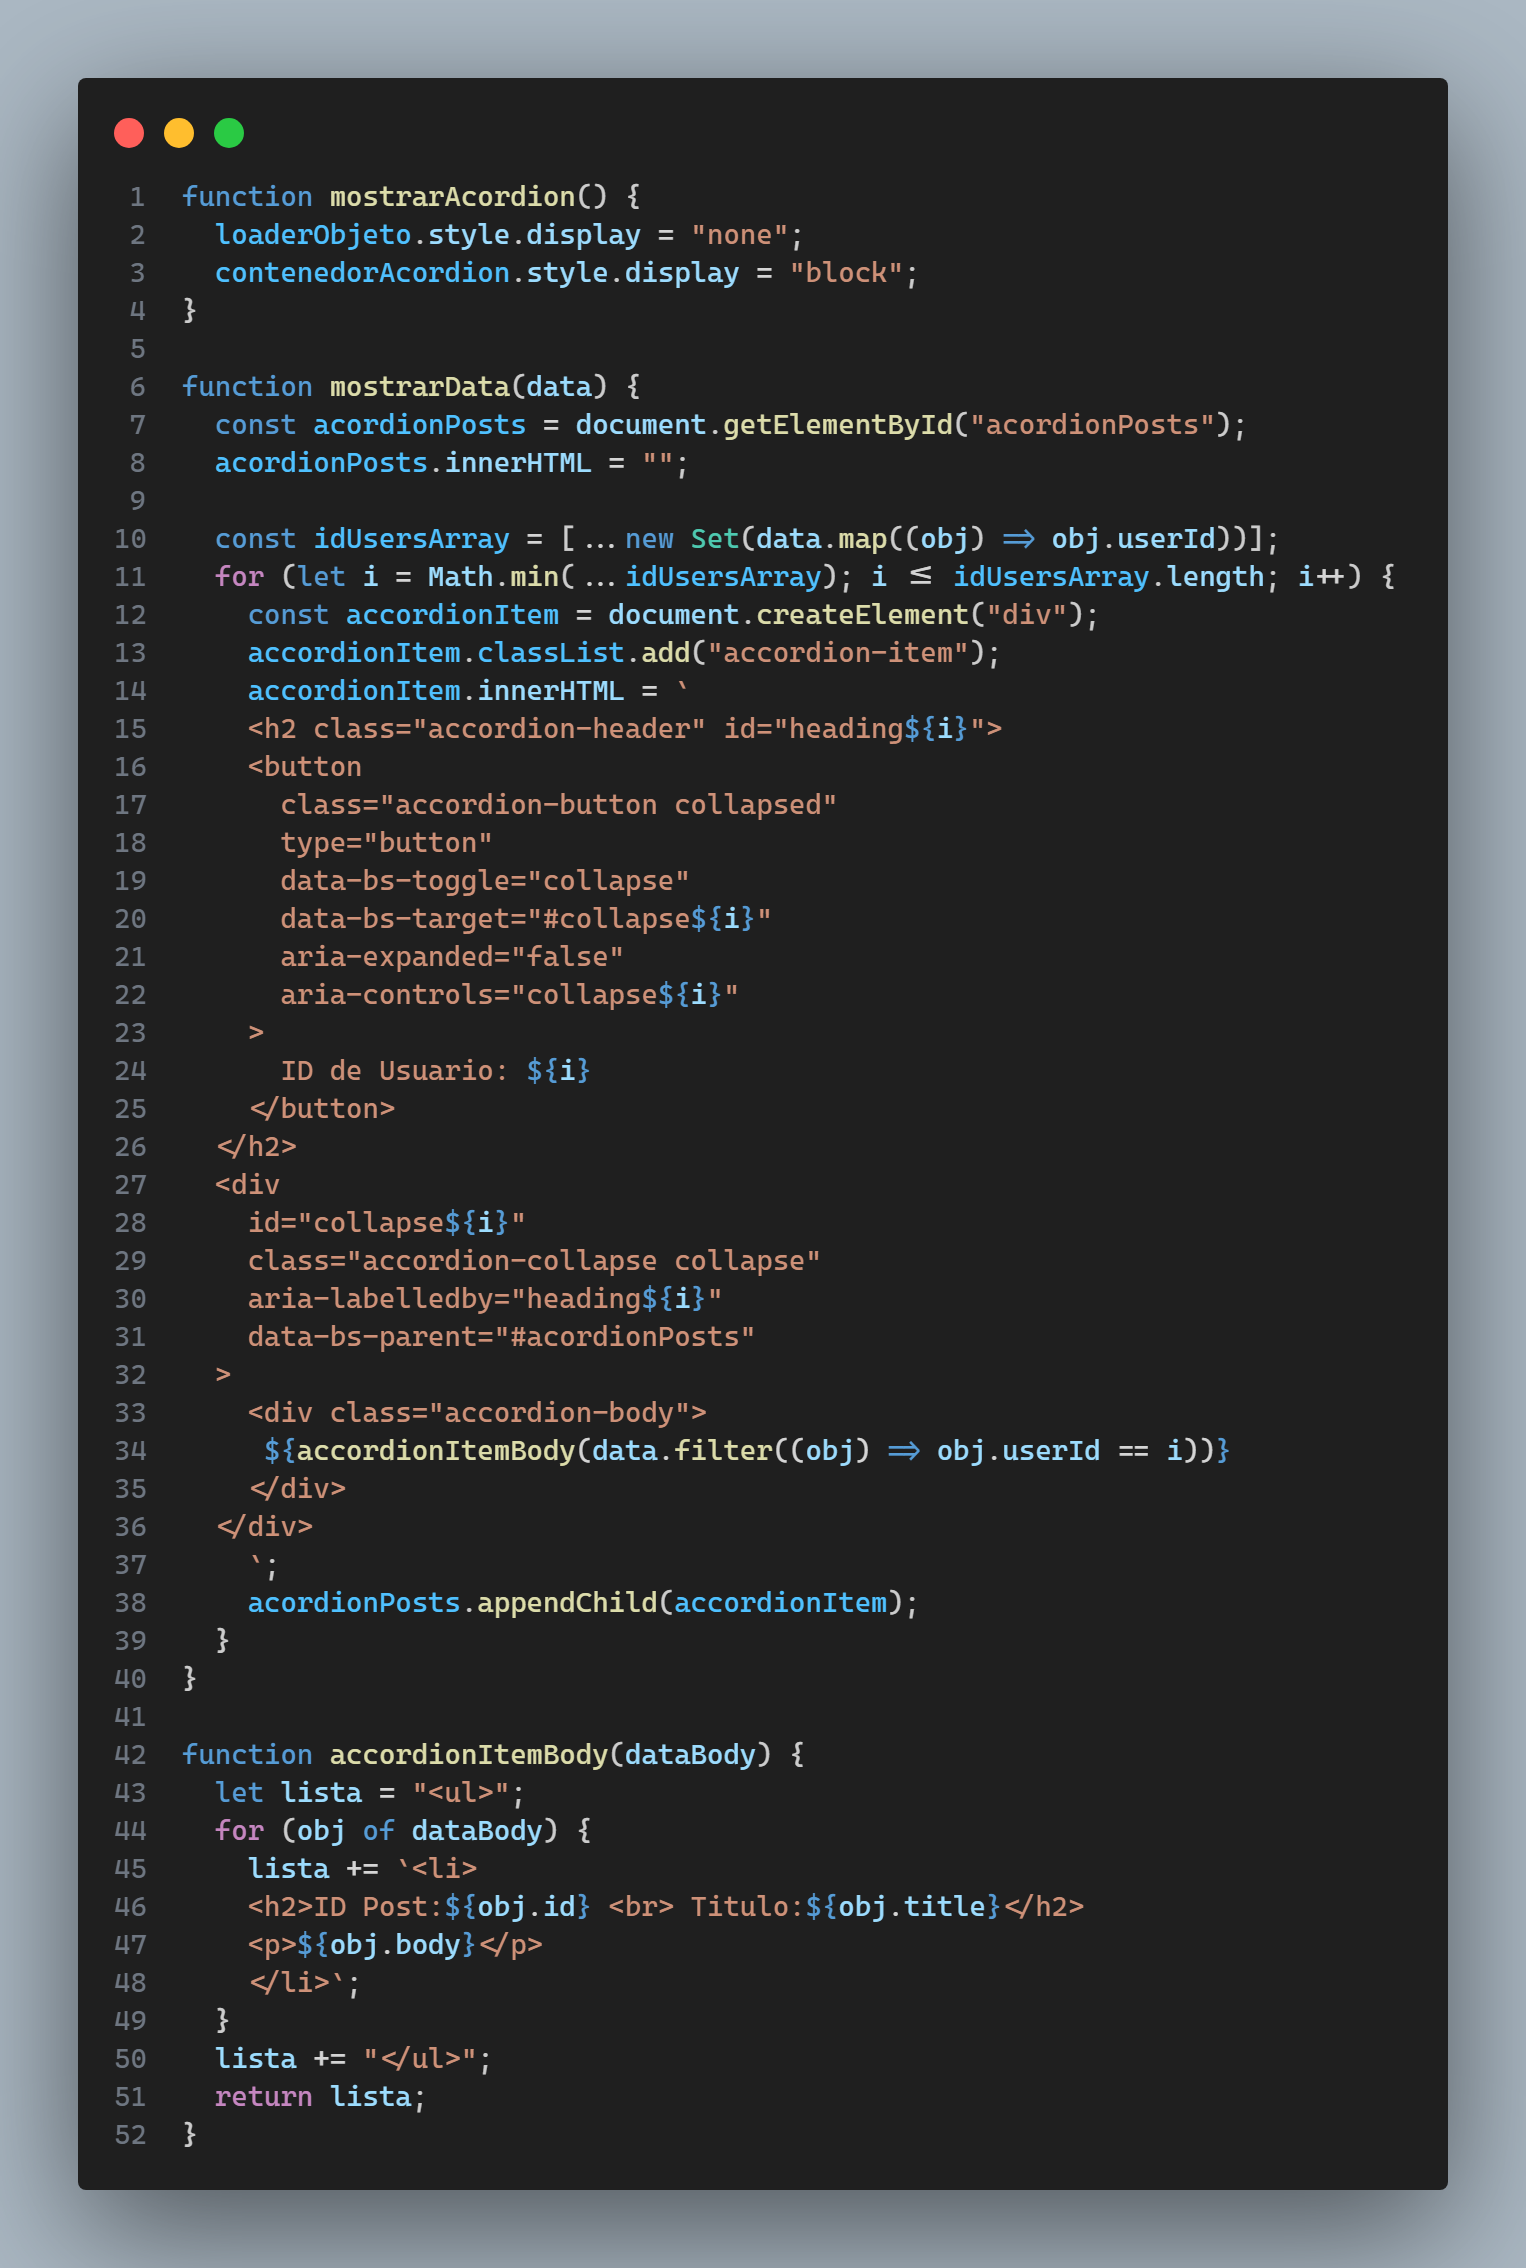 1 function mostrarAcordion() {
2   loaderObjeto.style.display = "none";
3   contenedorAcordion.style.display = "block";
4 }
5
6 function mostrarData(data) {
7   const acordionPosts = document.getElementById("acordionPosts");
8   acordionPosts.innerHTML = "";
9
10   const idUsersArray = [...new Set(data.map((obj) => obj.userId))];
11   for (let i = Math.min(...idUsersArray); i <= idUsersArray.length; i++) {
12     const accordionItem = document.createElement("div");
13     accordionItem.classList.add("accordion-item");
14     accordionItem.innerHTML = `
15     <h2 class="accordion-header" id="heading${i}">
16     <button
17       class="accordion-button collapsed"
18       type="button"
19       data-bs-toggle="collapse"
20       data-bs-target="#collapse${i}"
21       aria-expanded="false"
22       aria-controls="collapse${i}"
23     >
24       ID de Usuario: ${i}
25     </button>
26   </h2>
27   <div
28     id="collapse${i}"
29     class="accordion-collapse collapse"
30     aria-labelledby="heading${i}"
31     data-bs-parent="#acordionPosts"
32   >
33     <div class="accordion-body">
34      ${accordionItemBody(data.filter((obj) => obj.userId == i))}
35     </div>
36   </div>
37     `;
38     acordionPosts.appendChild(accordionItem);
39   }
40 }
41
42 function accordionItemBody(dataBody) {
43   let lista = "<ul>";
44   for (obj of dataBody) {
45     lista += `<li>
46     <h2>ID Post:${obj.id} <br> Titulo:${obj.title}</h2>
47     <p>${obj.body}</p>
48     </li>`;
49   }
50   lista += "</ul>";
51   return lista;
52 }